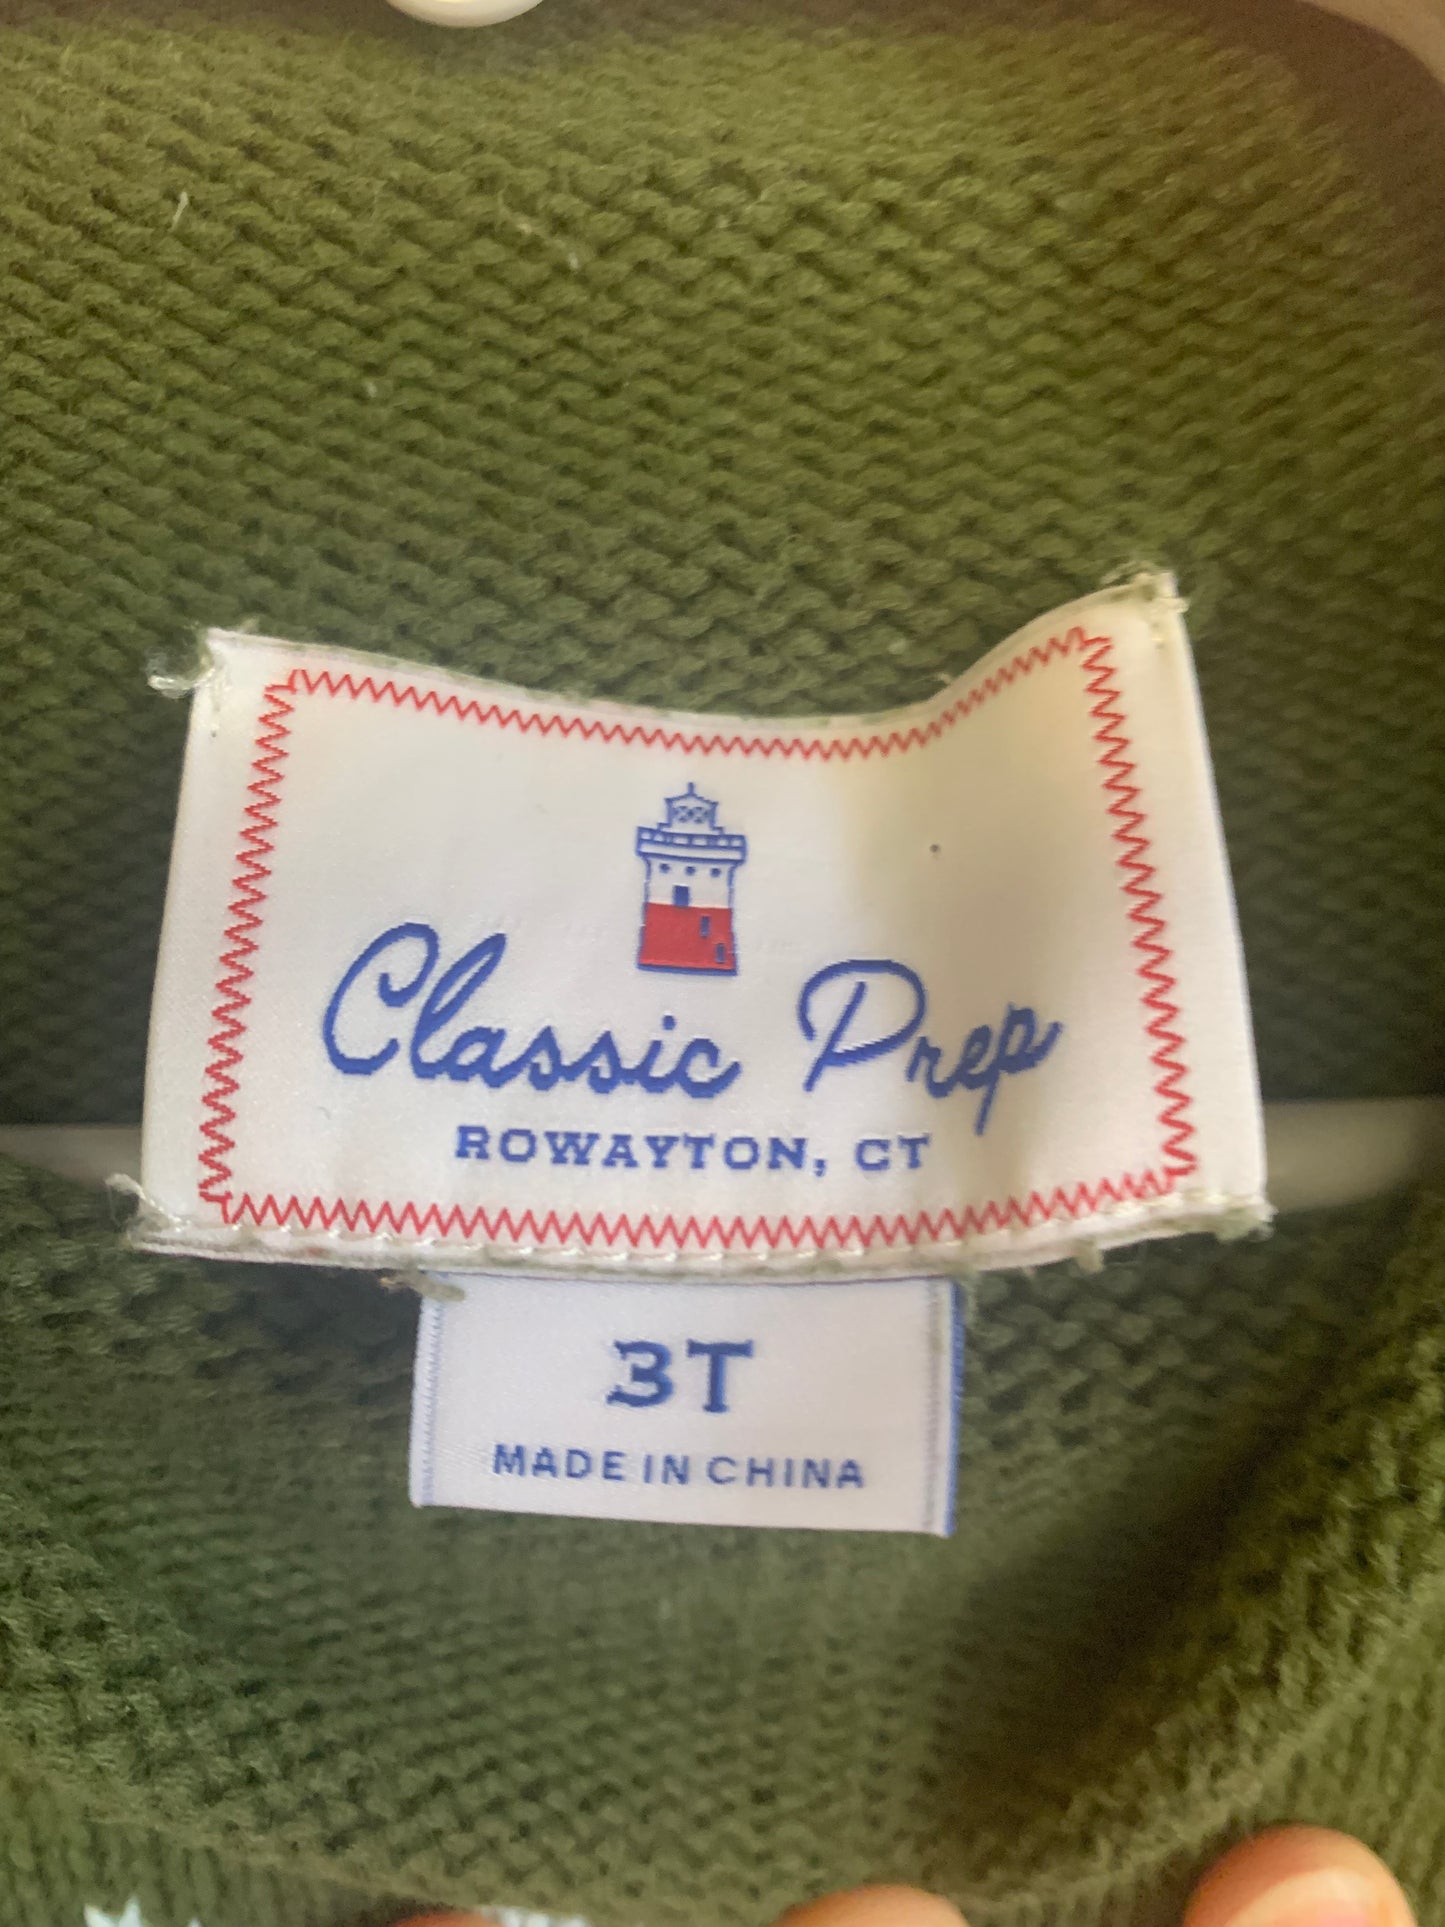 Classic Prep
ROWAYTON, CT
3T
MADE IN CHINA